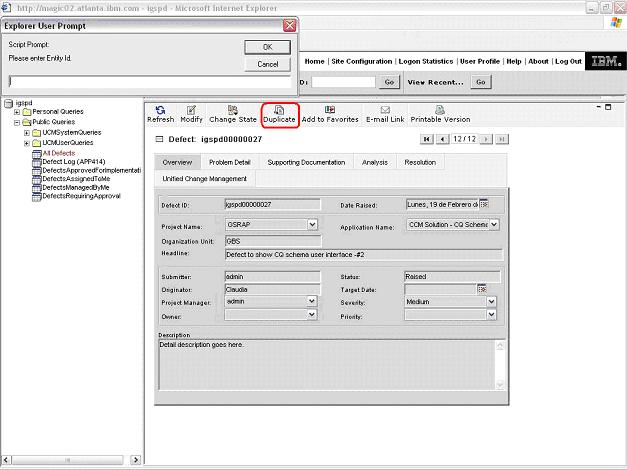 http://magic02.atlanta.ibm.com - igspd - Microsoft Internet Explorer
Explorer User Prompt
Script Prompt:
Please enter Entity Id.
OK
Cancel
Home | Site Configuration | Logon Statistics | User Profile | Help | About | Log Out
IBM.
D: Go View Recent... Go
igspd
Personal Queries
Public Queries
UCMSystemQueries
UCMUserQueries
All Defects
Defect Log (APP414)
DefectsApprovedForImplementati
DefectsAssignedToMe
DefectsManagedByMe
DefectsRequiringApproval
Refresh Modify Change State Duplicate Add to Favorites E-mail Link Printable Version
Defect: igspd00000027
12/12
Overview Problem Detail Supporting Documentation Analysis Resolution
Unified Change Management
Defect ID: igspd00000027 Date Raised: Lunes, 19 de Febrero d
Project Name: GSRAP Application Name: CCM Solution - CQ Schema
Organization Unit: GBS
Headline: Defect to show CQ schema user interface -#2
Submitter: admin Status: Raised
Originator: Claudia Target Date:
Project Manager: admin Severity: Medium
Owner: Priority:
Description
Detail description goes here.